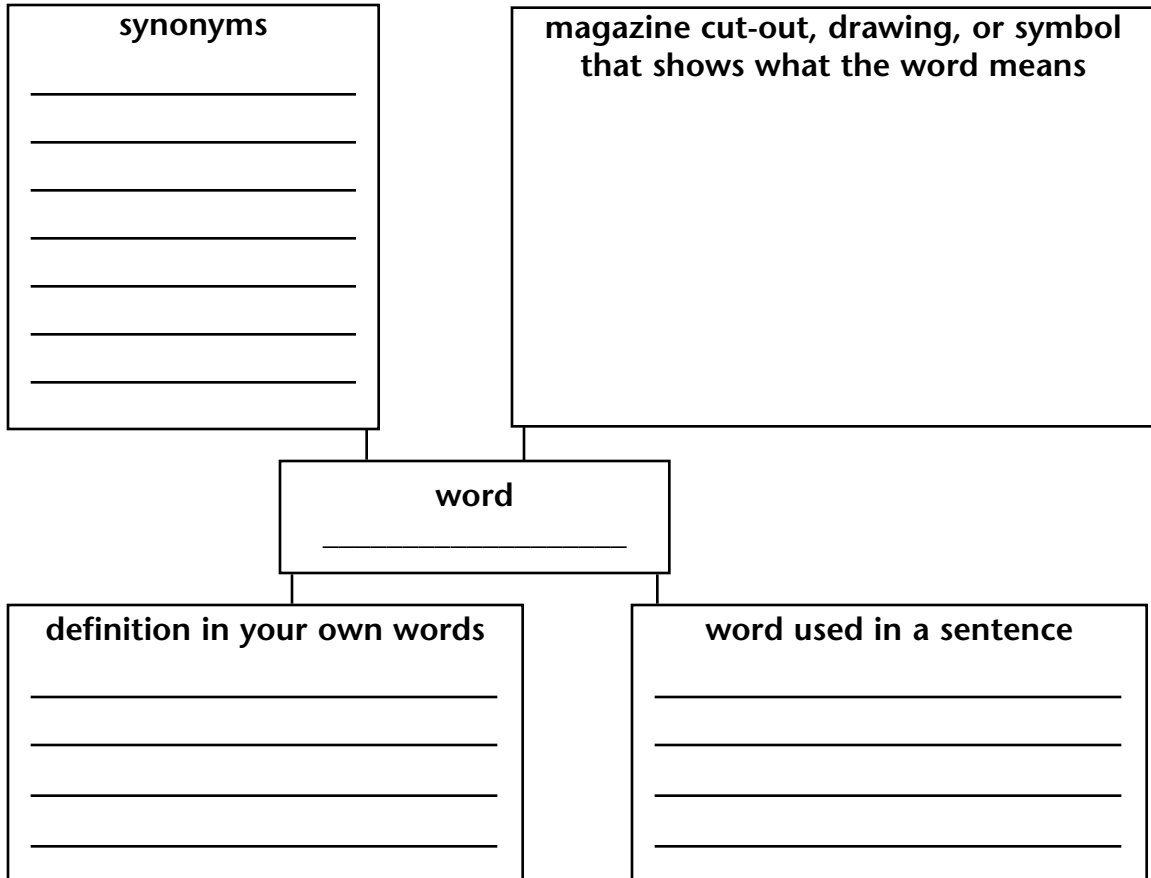 synonyms
magazine cut-out, drawing, or symbol
that shows what the word means
word
definition in your own words
word used in a sentence